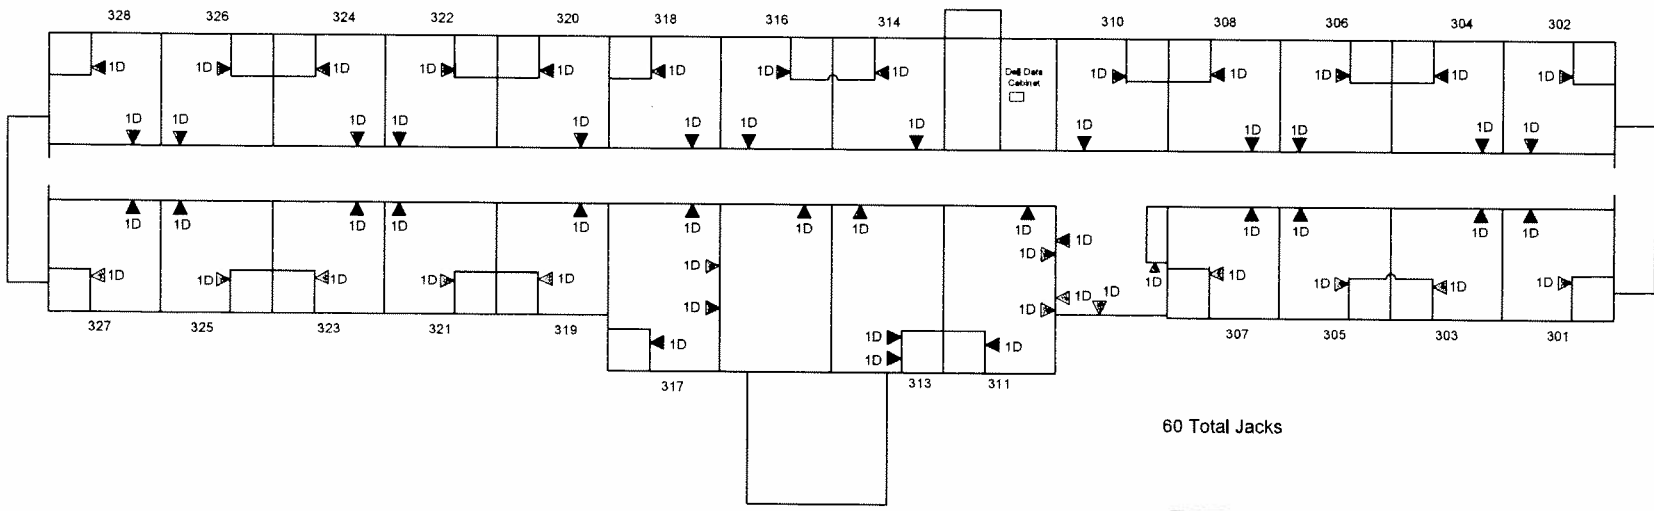 328 326 324 322 320 318 316 314 310 308 306 304 302
1D 1D 1D 1D 1D 1D 1D 1D 1D 1D 1D 1D 1D
Dell Data
Cabinet
1D 1D 1D 1D 1D 1D 1D 1D 1D 1D 1D 1D 1D
1D 1D 1D 1D 1D 1D 1D 1D 1D 1D 1D 1D 1D
1D
1D
1D 1D 1D 1D 1D 1D 1D 1D 1D 1D 1D
1D 1D
1D 1D
327 325 323 321 319 307 305 303 301
1D 1D 1D
1D
317 313 311
60 Total Jacks